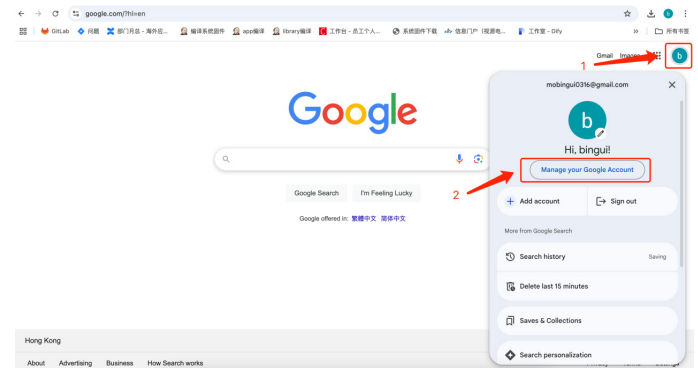 google.com/?hl=en
GitLab 问题 部门月总 - 海外应... 编译系统固件 app编译 library编译 工作台 - 员工个人... 系统固件下载 信息门户（视源电... 工作室 - Dify » 所有书签
Gmail Images b
1
mobingui0316@gmail.com
b
Hi, bingui!
Manage your Google Account
2
Add account Sign out
More from Google Search
Search history Saving
Delete last 15 minutes
Saves & Collections
Search personalization
Google
Google Search I'm Feeling Lucky
Google offered in: 繁體中文 简体中文
Hong Kong
About Advertising Business How Search works